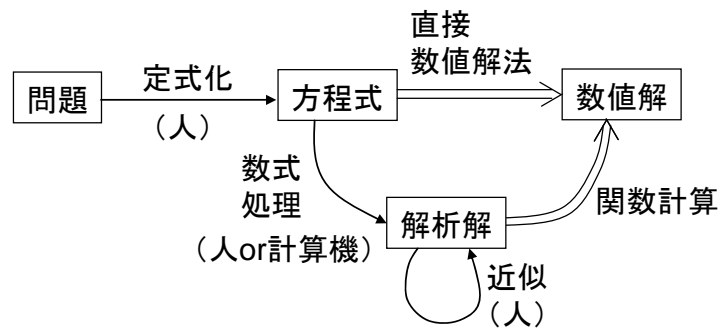 直接
数値解法
定式化
問題
方程式
数値解
（人）
数式
処理
（人or計算機）
解析解
関数計算
近似
（人）